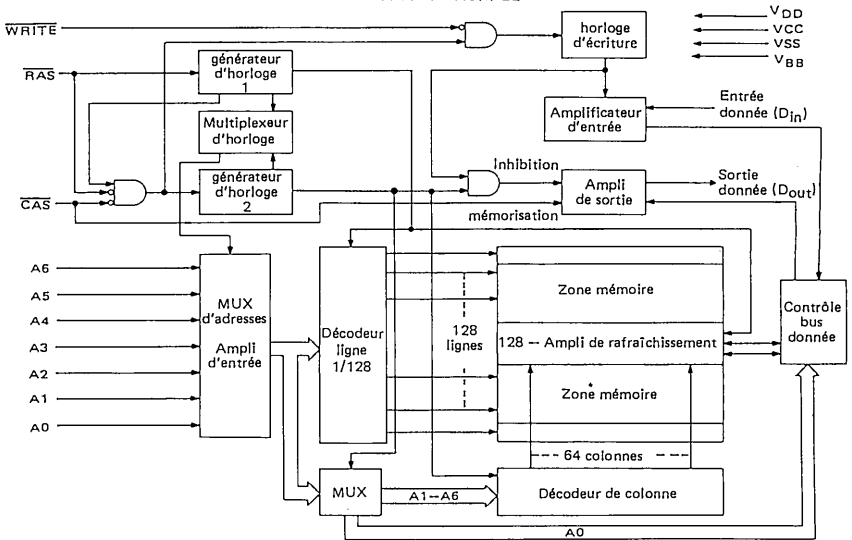 WRITE
RAS
CAS
générateur
d'horloge
1
Multiplexeur
d'horloge
générateur
d'horloge
2
horloge
d'écriture
VDD
VCC
VSS
VBB
Amplificateur
d'entrée
Entrée
donnée (Din)
Inhibition
Ampli
de sortie
Sortie
donnée (Dout)
mémorisation
A6
A5
A4
A3
A2
A1
A0
MUX
d'adresses
Ampli
d'entrée
Décodeur
ligne
1/128
128
lignes
Zone mémoire
128 – Ampli de rafraîchissement
Zone mémoire
Contrôle
bus
donnée
64 colonnes
MUX
A1–A6
Décodeur de colonne
A0